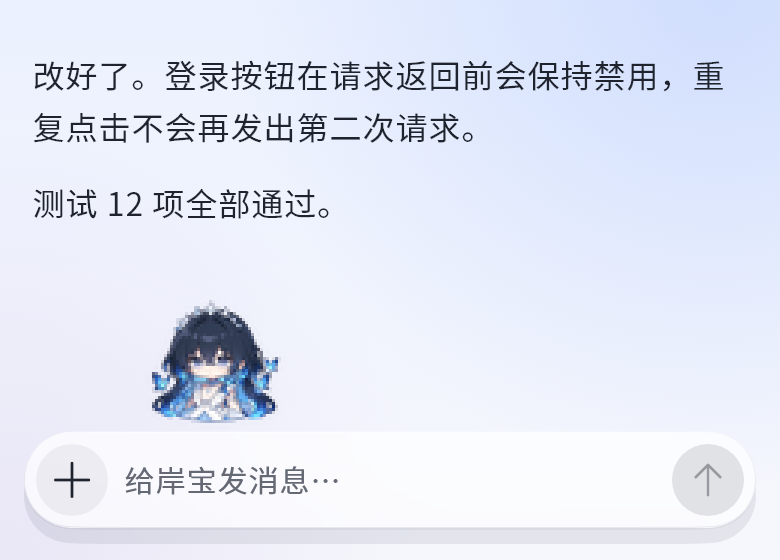 改好了。登录按钮在请求返回前会保持禁用，重
复点击不会再发出第二次请求。
测试 12 项全部通过。
给岸宝发消息…